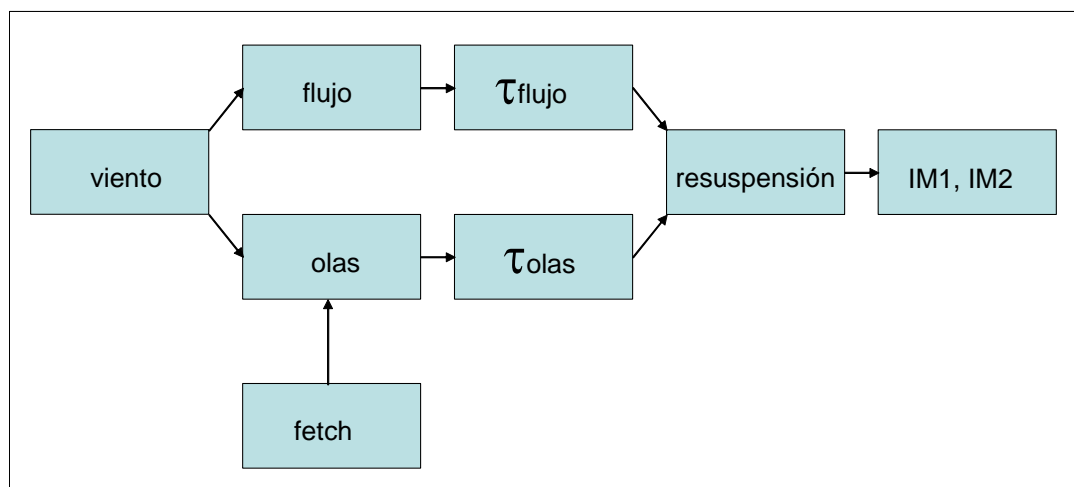 flujo
τflujo
viento
resuspensión
IM1, IM2
olas
τolas
fetch